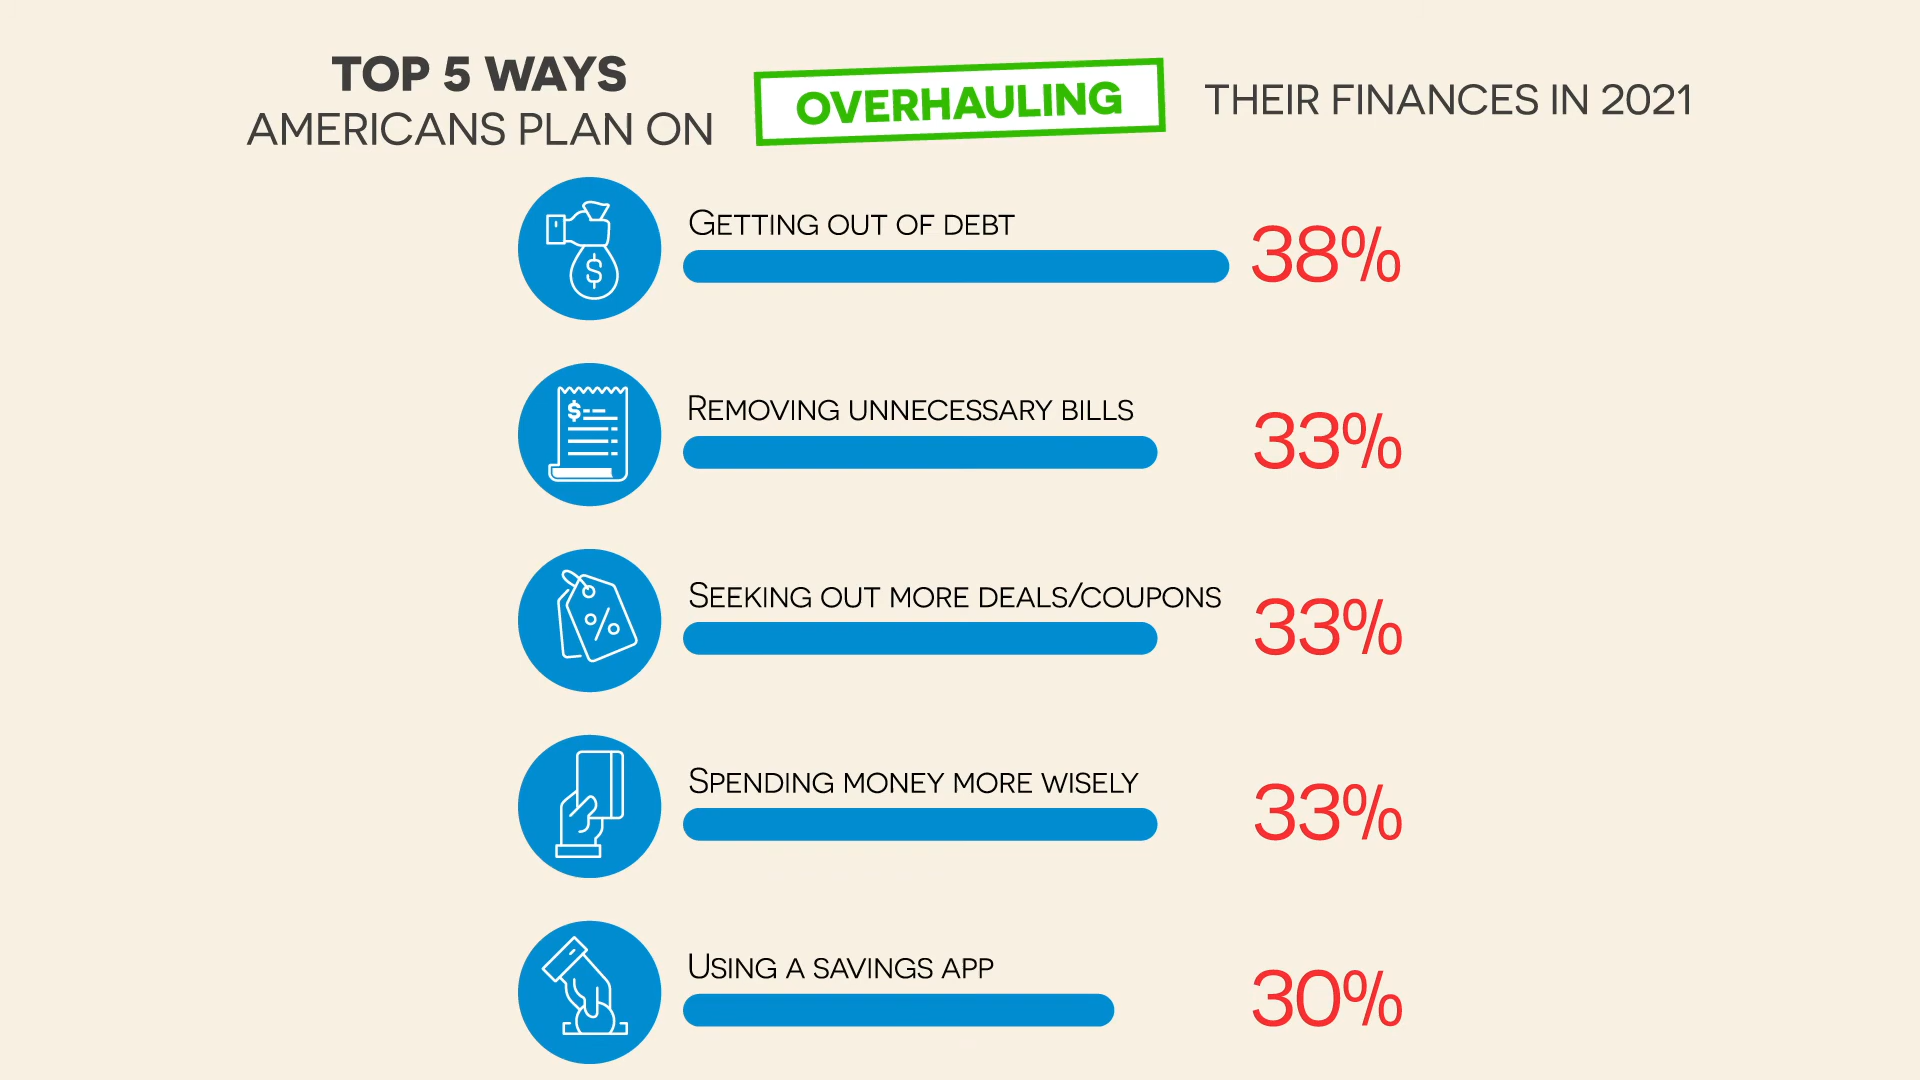 TOP 5 WAYS
AMERICANS PLAN ON
OVERHAULING
THEIR FINANCES IN 2021
$
GETTING OUT OF DEBT
38%
$
REMOVING UNNECESSARY BILLS
33%
%
SEEKING OUT MORE DEALS/COUPONS
33%
SPENDING MONEY MORE WISELY
33%
USING A SAVINGS APP
30%